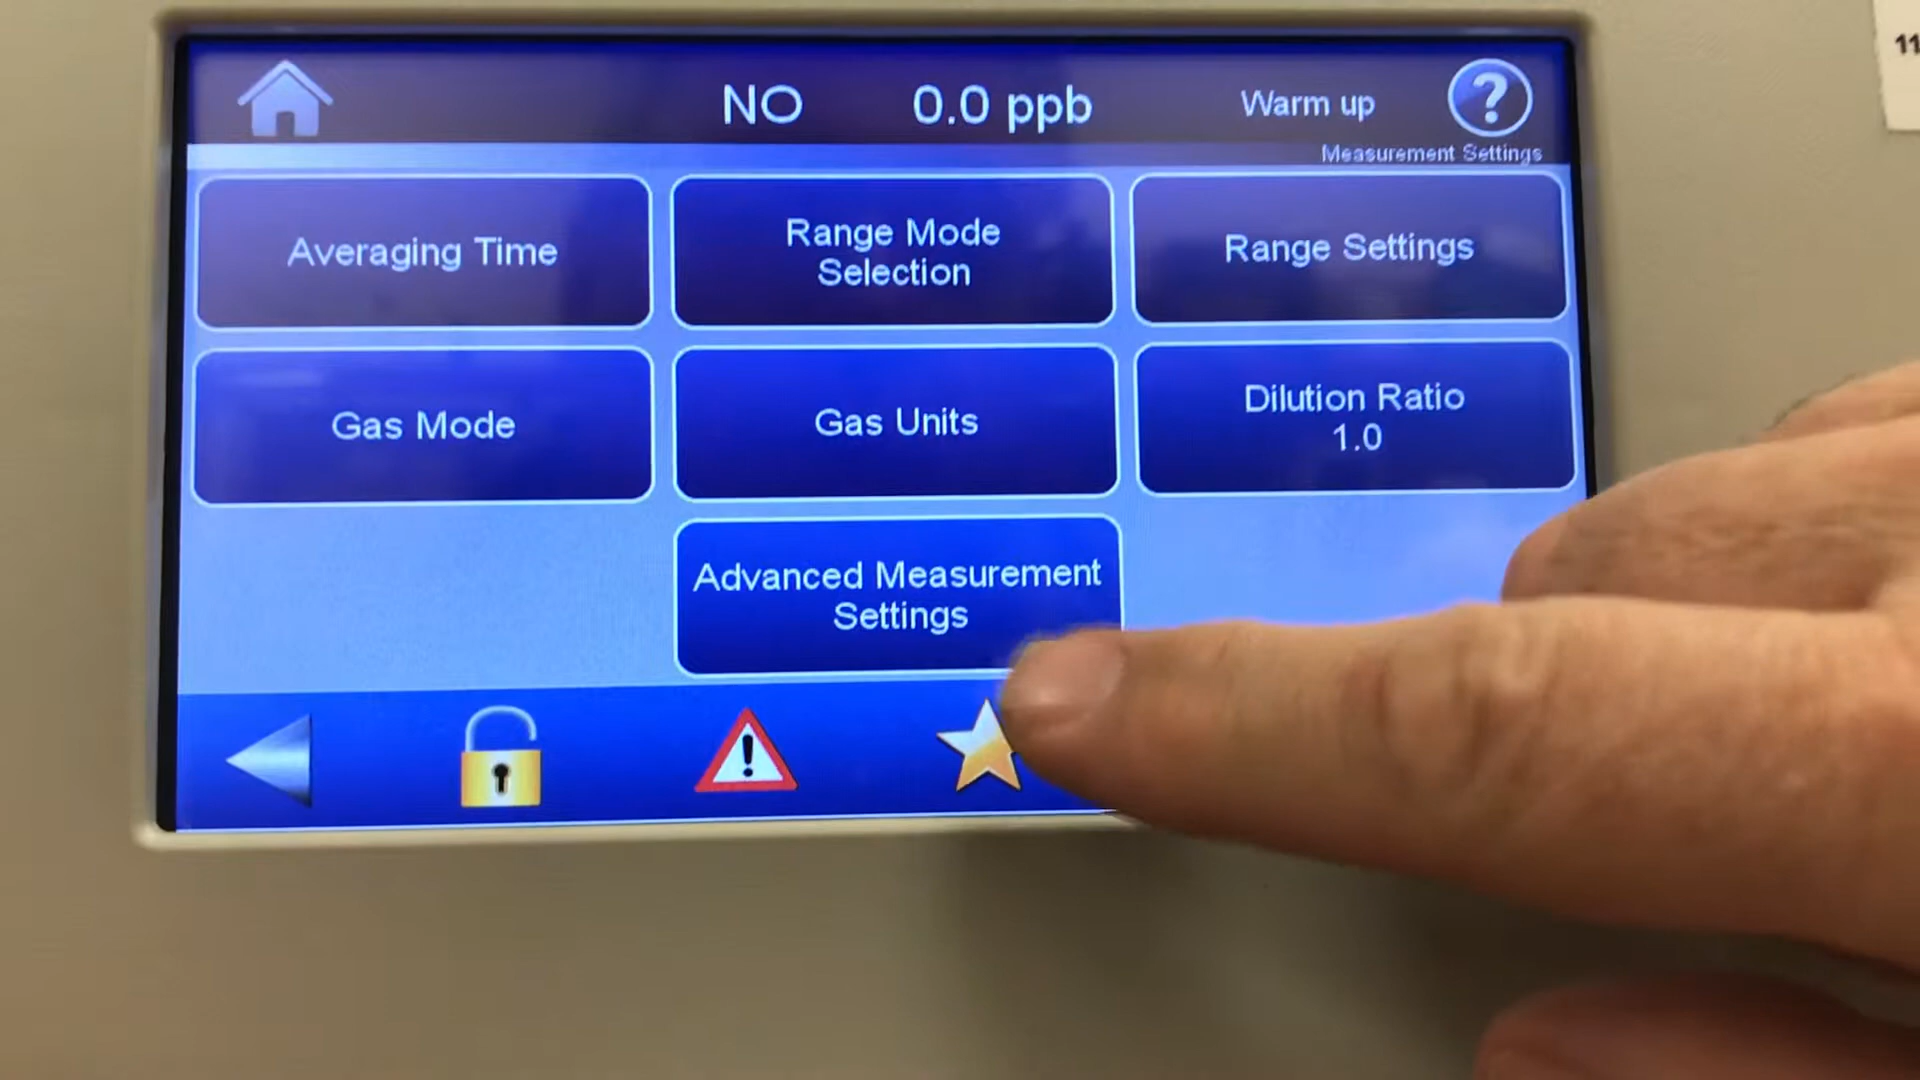 NO 0.0 ppb Warm up ?
Measurement Settings
Averaging Time
Range Mode
Selection
Range Settings
Gas Mode
Gas Units
Dilution Ratio
1.0
Advanced Measurement
Settings
!
11